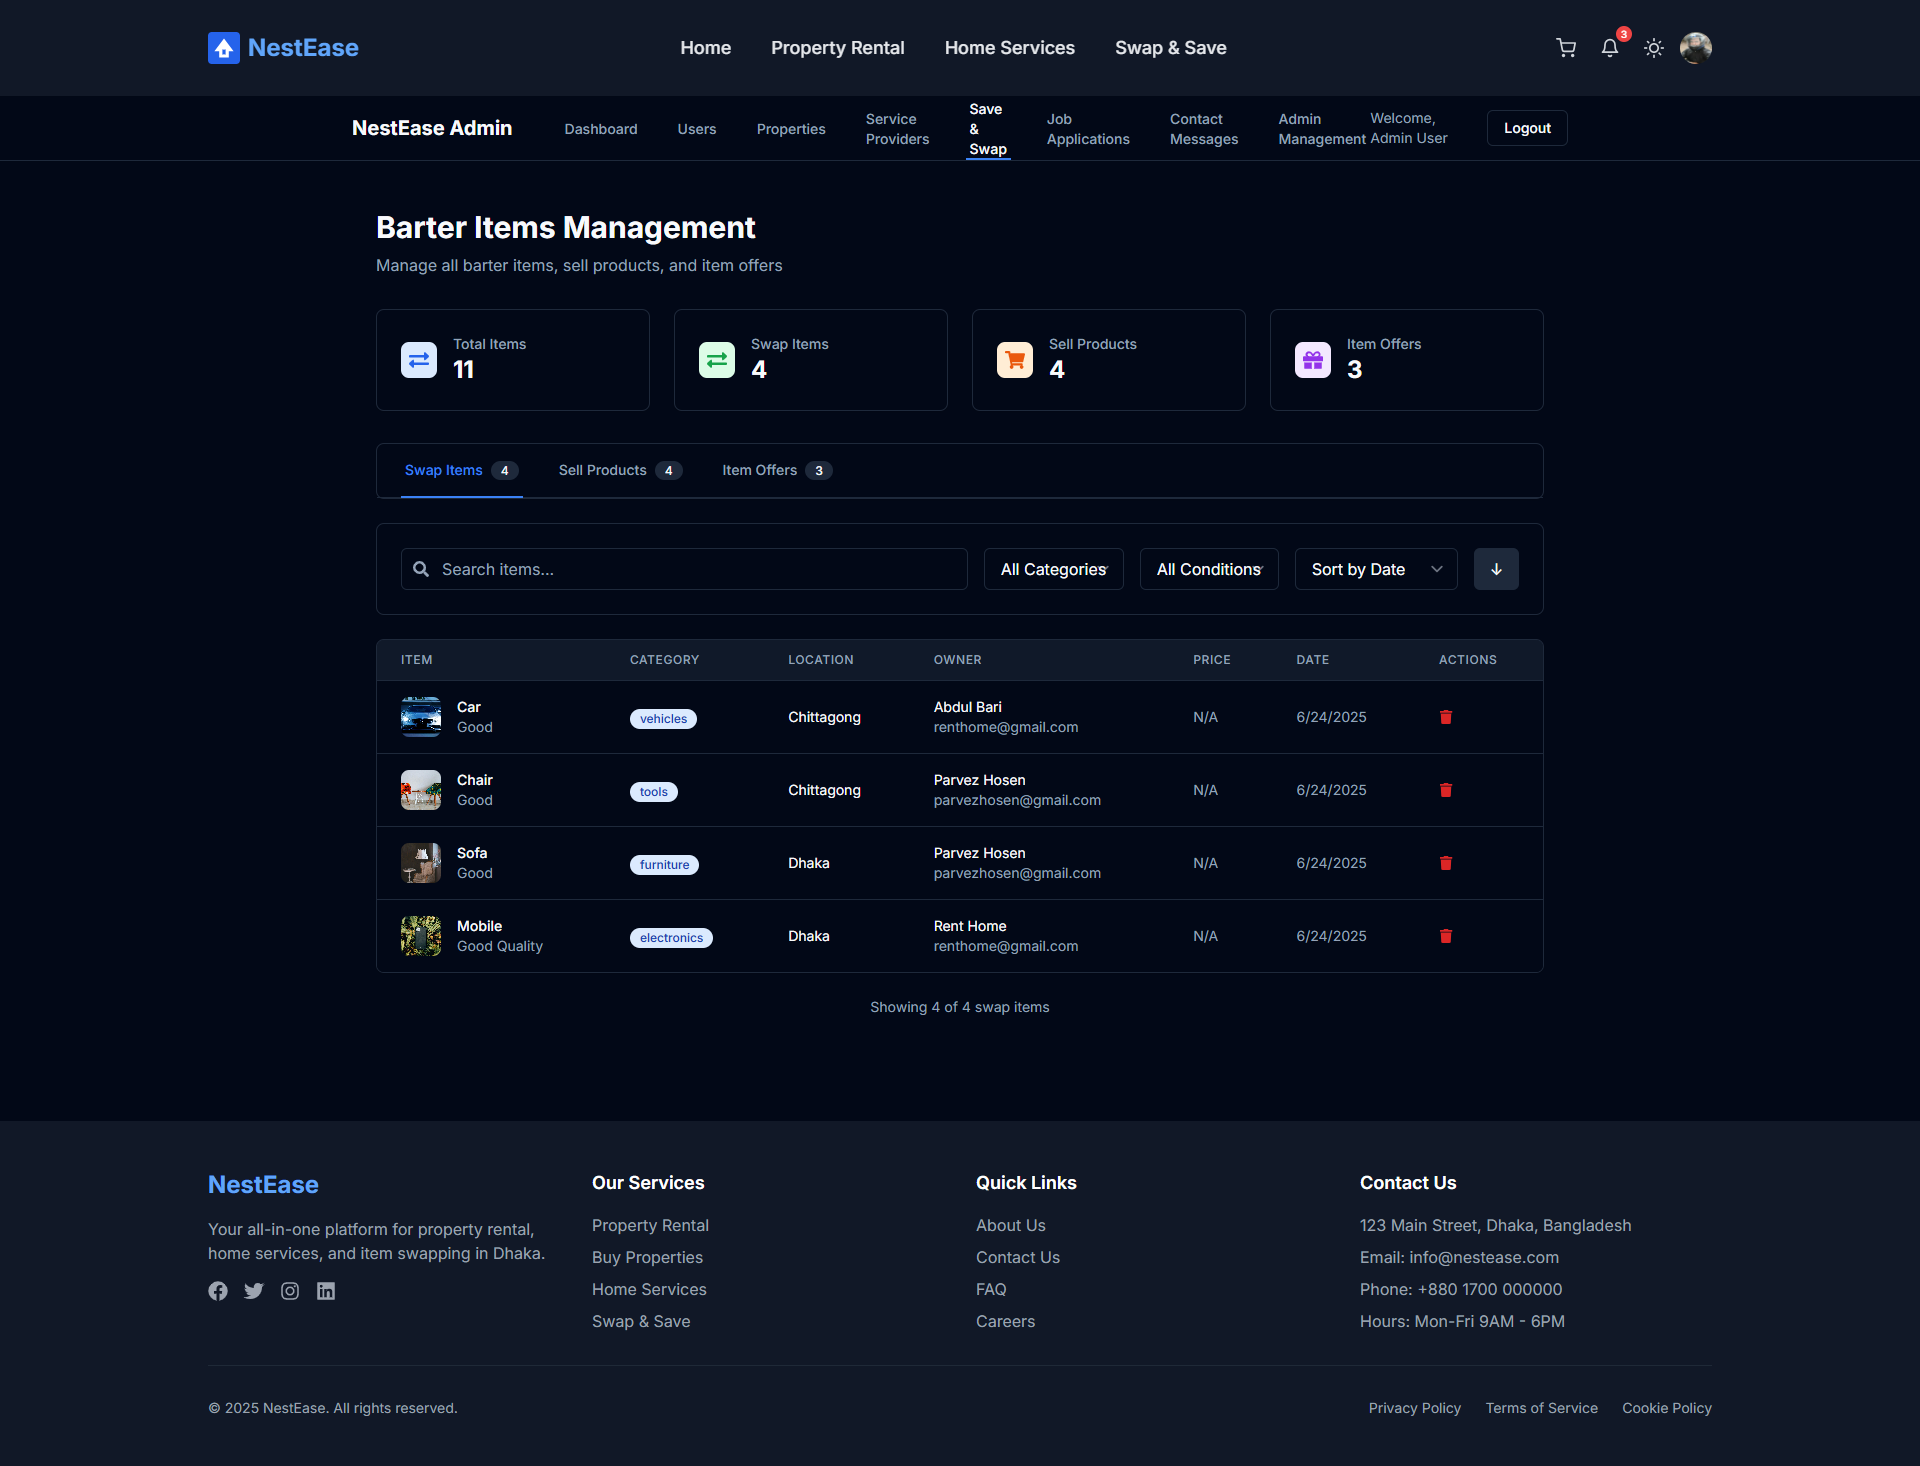 NestEase
Home
Property Rental
Home Services
Swap & Save
3
NestEase Admin
Dashboard
Users
Properties
Service
Providers
Save
&
Swap
Job
Applications
Contact
Messages
Admin
Management
Welcome,
Admin User
Logout
Barter Items Management
Manage all barter items, sell products, and item offers
Total Items
11
Swap Items
4
Sell Products
4
Item Offers
3
Swap Items 4
Sell Products 4
Item Offers 3
Search items...
All Categories
All Conditions
Sort by Date
ITEM CATEGORY LOCATION OWNER PRICE DATE ACTIONS
Car
Good
vehicles
Chittagong
Abdul Bari
renthome@gmail.com
N/A
6/24/2025
Chair
Good
tools
Chittagong
Parvez Hosen
parvezhosen@gmail.com
N/A
6/24/2025
Sofa
Good
furniture
Dhaka
Parvez Hosen
parvezhosen@gmail.com
N/A
6/24/2025
Mobile
Good Quality
electronics
Dhaka
Rent Home
renthome@gmail.com
N/A
6/24/2025
Showing 4 of 4 swap items
NestEase
Your all-in-one platform for property rental,
home services, and item swapping in Dhaka.
Our Services
Property Rental
Buy Properties
Home Services
Swap & Save
Quick Links
About Us
Contact Us
FAQ
Careers
Contact Us
123 Main Street, Dhaka, Bangladesh
Email: info@nestease.com
Phone: +880 1700 000000
Hours: Mon-Fri 9AM - 6PM
© 2025 NestEase. All rights reserved.
Privacy Policy
Terms of Service
Cookie Policy